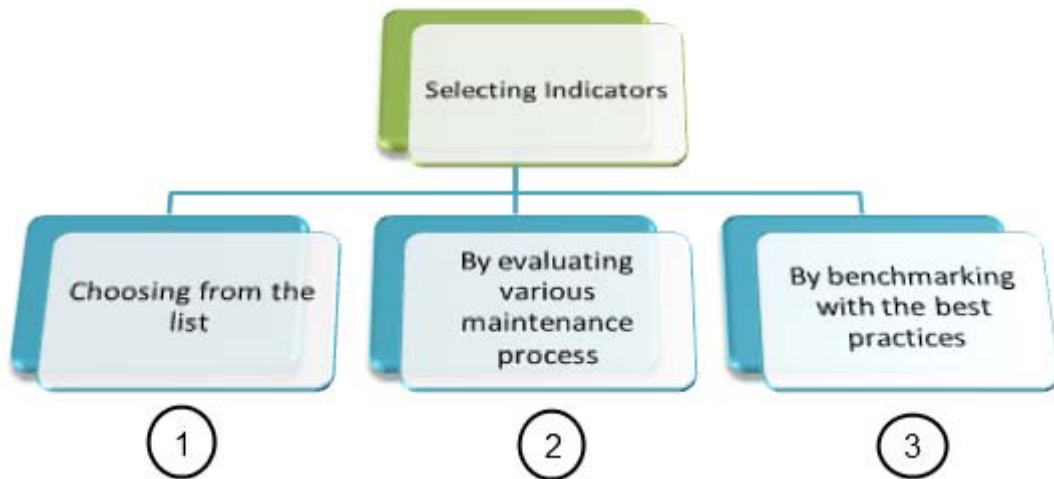 Selecting Indicators
Choosing from the
list
By evaluating
various
maintenance
process
By benchmarking
with the best
practices
1
2
3